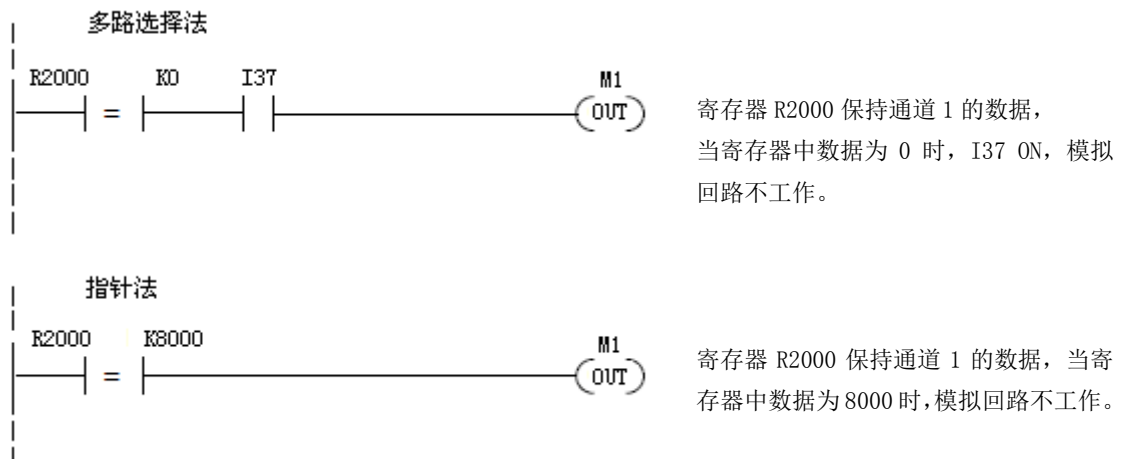 多路选择法
R2000 K0 I37 M1
= OUT
寄存器 R2000 保持通道 1 的数据，
当寄存器中数据为 0 时，I37 ON，模拟
回路不工作。
指针法
R2000 K8000 M1
= OUT
寄存器 R2000 保持通道 1 的数据，当寄
存器中数据为 8000 时，模拟回路不工作。